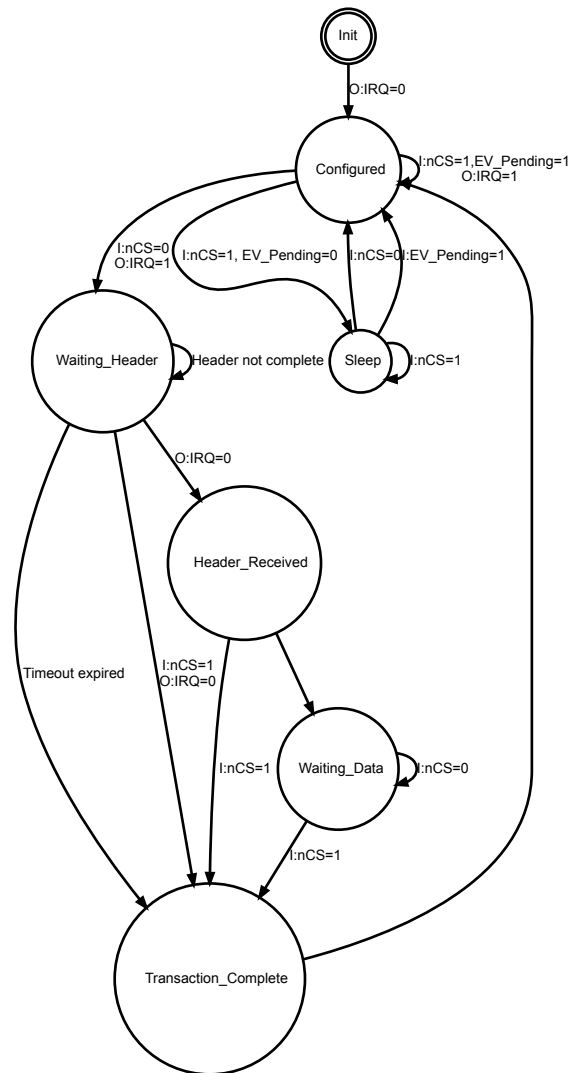 Init
O:IRQ=0
Configured
I:nCS=1,EV_Pending=1
O:IRQ=1
I:nCS=0
O:IRQ=1
I:nCS=1, EV_Pending=0
I:nCS=0
I:EV_Pending=1
Waiting_Header
Header not complete
Sleep
I:nCS=1
O:IRQ=0
Header_Received
Timeout expired
I:nCS=1
O:IRQ=0
I:nCS=1
Waiting_Data
I:nCS=0
I:nCS=1
Transaction_Complete